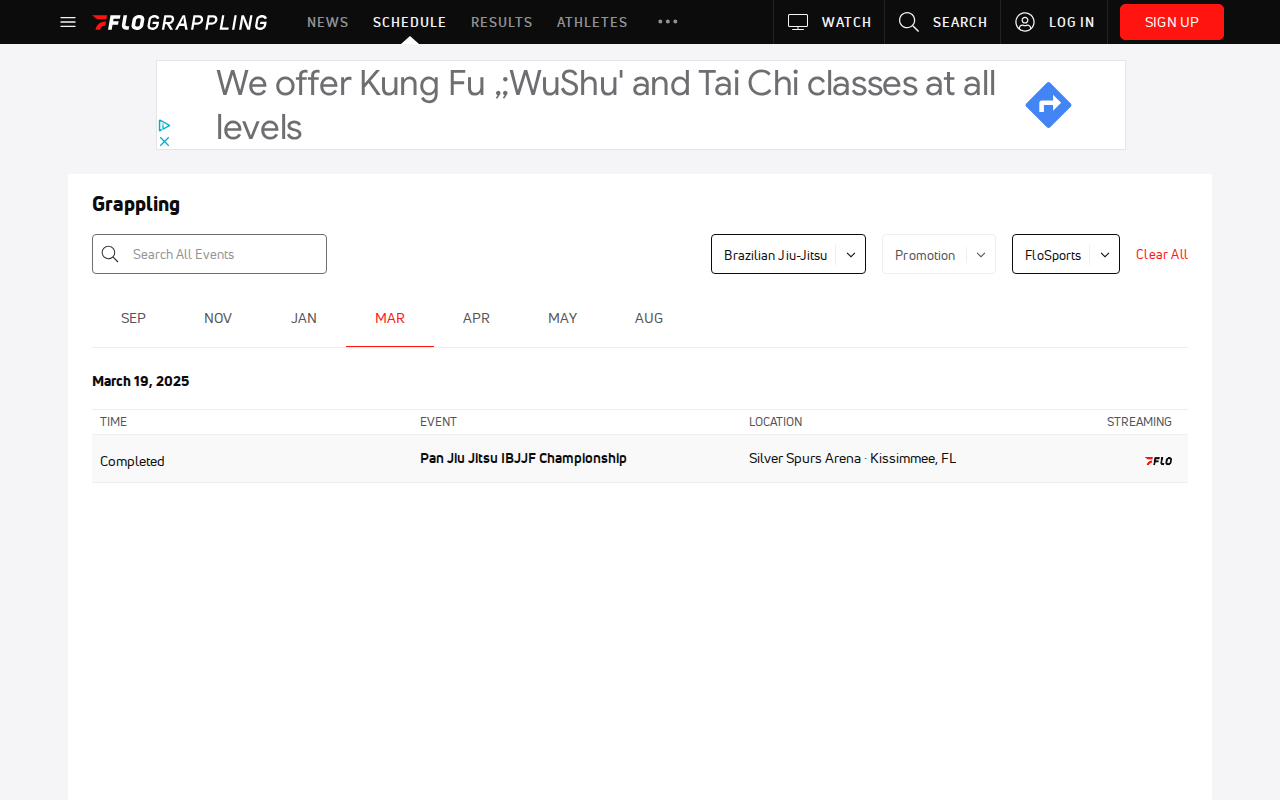 FLOGRAPPLING NEWS SCHEDULE RESULTS ATHLETES WATCH SEARCH LOG IN SIGN UP
We offer Kung Fu ,;WuShu' and Tai Chi classes at all
levels
Grappling
Search All Events Brazilian Jiu-Jitsu Promotion FloSports Clear All
SEP NOV JAN MAR APR MAY AUG
March 19, 2025
TIME EVENT LOCATION STREAMING
Completed Pan Jiu Jitsu IBJJF Championship Silver Spurs Arena · Kissimmee, FL FLO